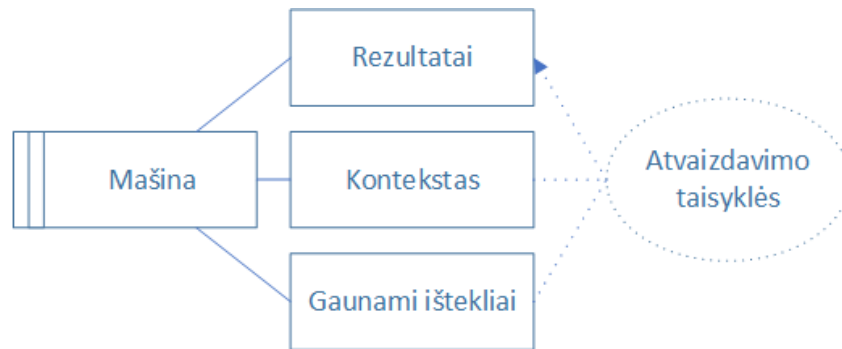 Rezultatai
Mašina
Kontekstas
Atvaizdavimo
taisyklės
Gaunami ištekliai